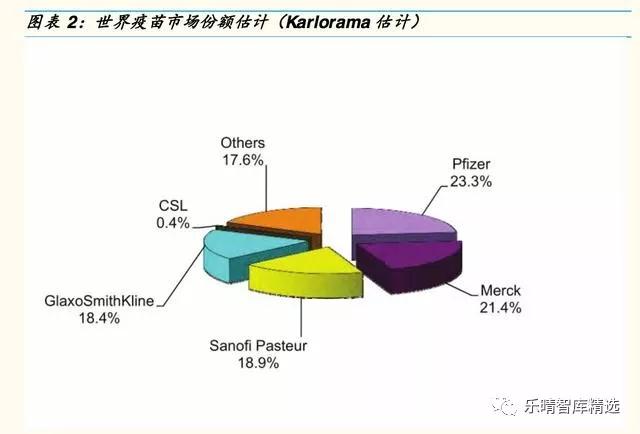 图表 2：世界疫苗市场份额估计（Karlorama 估计）
Others
17.6%
Pfizer
23.3%
CSL
0.4%
GlaxoSmithKline
18.4%
Merck
21.4%
Sanofi Pasteur
18.9%
乐晴智库精选